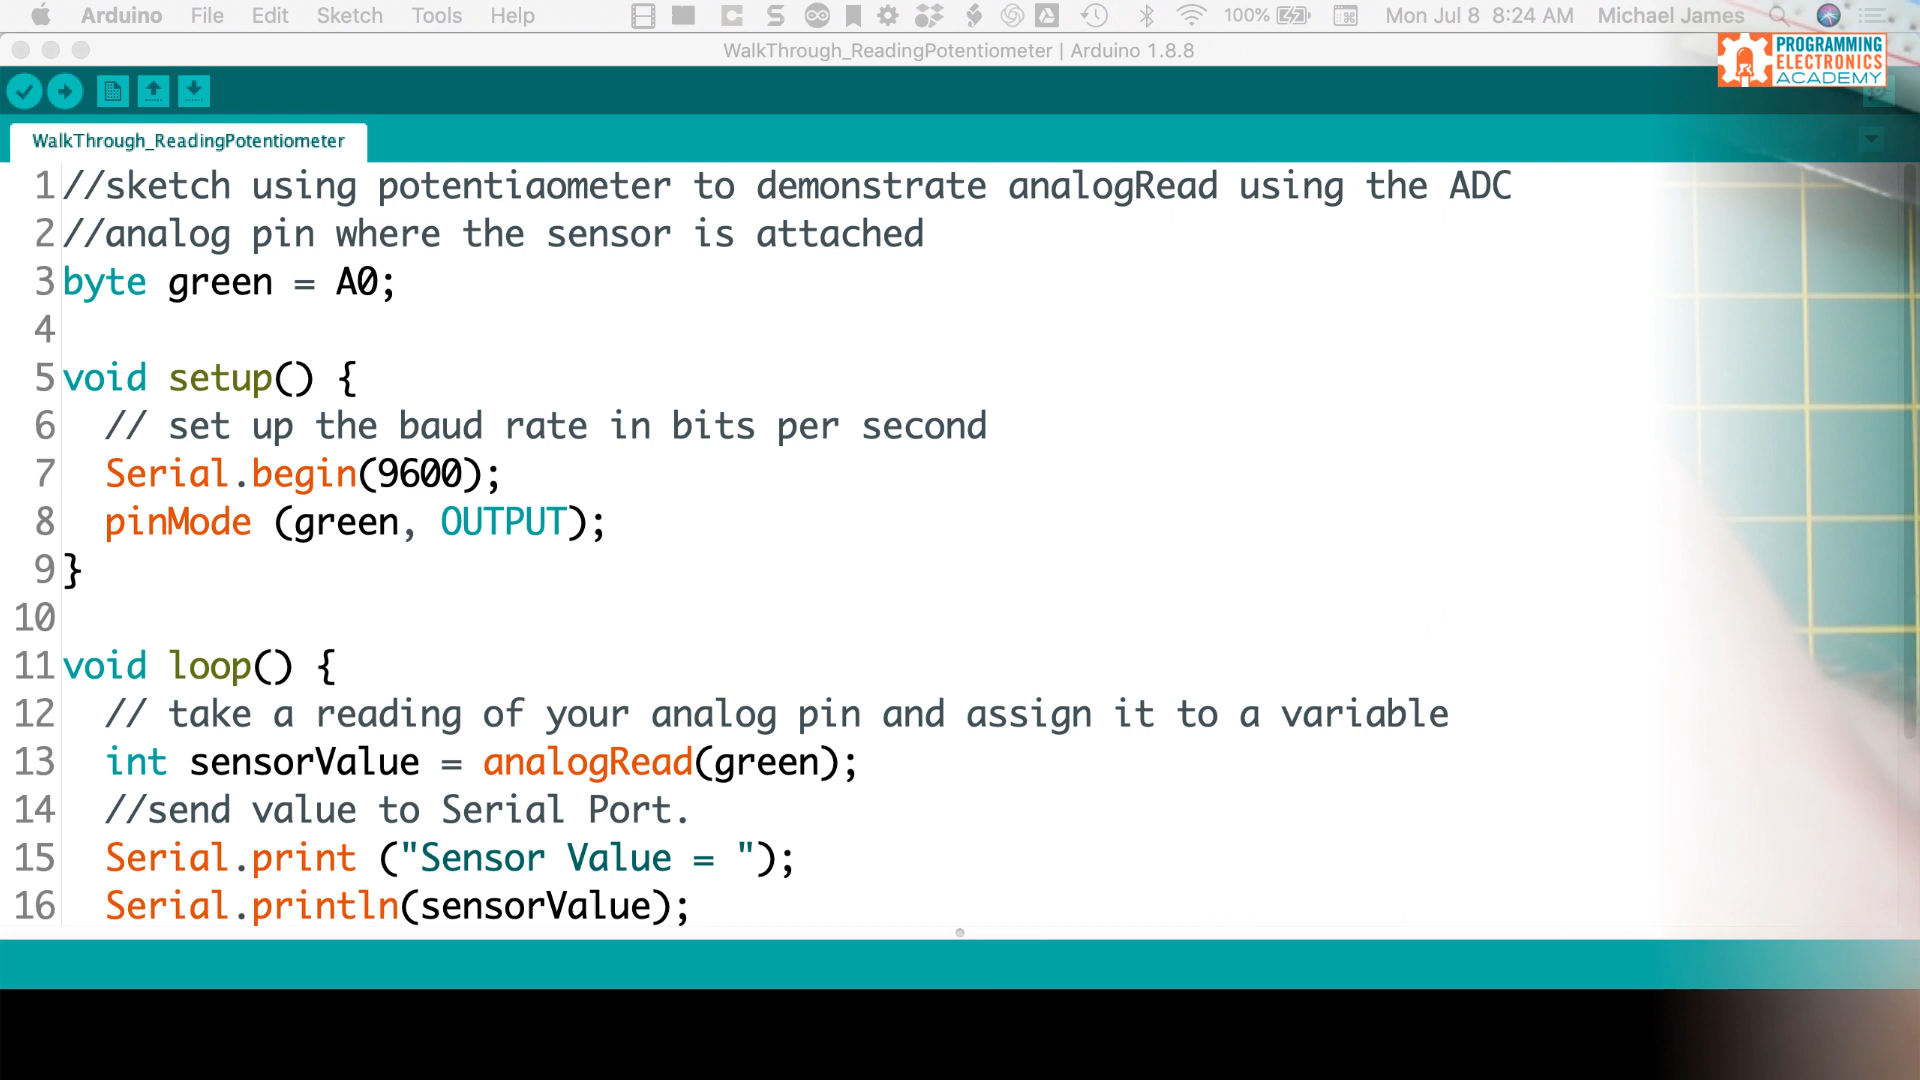 Arduino File Edit Sketch Tools Help 100% Mon Jul 8 8:24 AM Michael James
WalkThrough_ReadingPotentiometer | Arduino 1.8.8
PROGRAMMING
ELECTRONICS
ACADEMY
WalkThrough_ReadingPotentiometer
1 //sketch using potentiaometer to demonstrate analogRead using the ADC
2 //analog pin where the sensor is attached
3 byte green = A0;
4
5 void setup() {
6 // set up the baud rate in bits per second
7 Serial.begin(9600);
8 pinMode (green, OUTPUT);
9 }
10
11 void loop() {
12 // take a reading of your analog pin and assign it to a variable
13 int sensorValue = analogRead(green);
14 //send value to Serial Port.
15 Serial.print ("Sensor Value = ");
16 Serial.println(sensorValue);